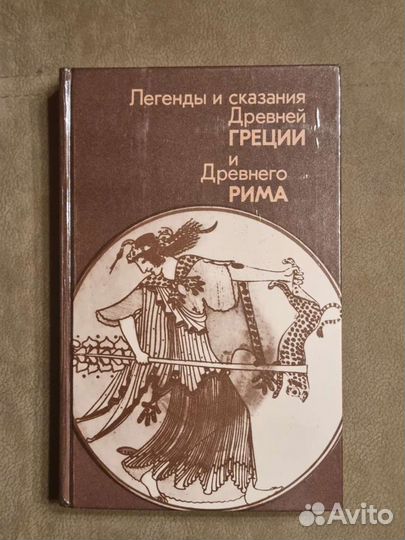 Легенды и сказания
Древней
ГРЕЦИИ
и
Древнего
РИМА
Avito